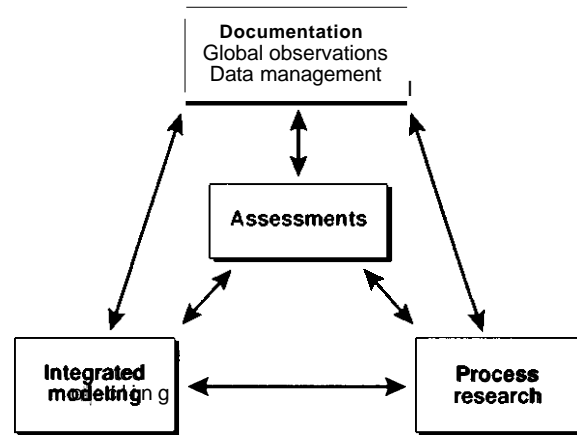 Documentation
Global observations
Data management
Assessments
Integrated
modeling
Process
research